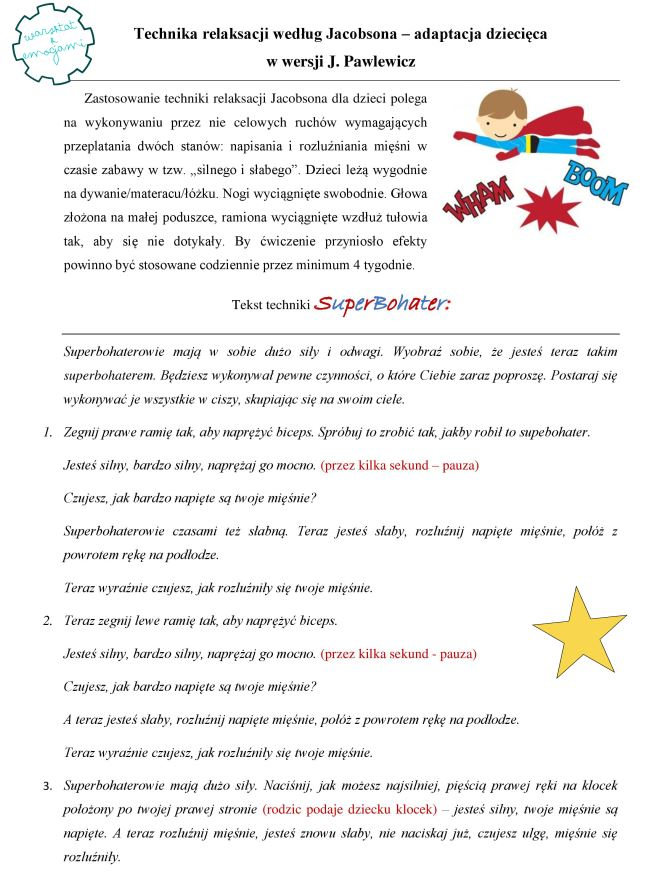 warsztat
z
emogami
Technika relaksacji według Jacobsona – adaptacja dziecięca
w wersji J. Pawlewicz
Zastosowanie techniki relaksacji Jacobsona dla dzieci polega
na wykonywaniu przez nie celowych ruchów wymagających
przeplatania dwóch stanów: napisania i rozluźniania mięśni w
czasie zabawy w tzw. „silnego i słabego”. Dzieci leżą wygodnie
na dywanie/materacu/łóżku. Nogi wyciągnięte swobodnie. Głowa
złożona na małej poduszce, ramiona wyciągnięte wzdłuż tułowia
tak, aby się nie dotykały. By ćwiczenie przyniosło efekty
powinno być stosowane codziennie przez minimum 4 tygodnie.
WHAM
BOOM
Tekst techniki SuperBohater:
Superbohaterowie mają w sobie dużo siły i odwagi. Wyobraź sobie, że jesteś teraz takim
superbohaterem. Będziesz wykonywał pewne czynności, o które Ciebie zaraz poproszę. Postaraj się
wykonywać je wszystkie w ciszy, skupiając się na swoim ciele.
1. Zegnij prawe ramię tak, aby naprężyć biceps. Spróbuj to zrobić tak, jakby robił to supebohater.
Jesteś silny, bardzo silny, naprężaj go mocno. (przez kilka sekund – pauza)
Czujesz, jak bardzo napięte są twoje mięśnie?
Superbohaterowie czasami też słabną. Teraz jesteś słaby, rozluźnij napięte mięśnie, połóż z
powrotem rękę na podłodze.
Teraz wyraźnie czujesz, jak rozluźniły się twoje mięśnie.
2. Teraz zegnij lewe ramię tak, aby naprężyć biceps.
Jesteś silny, bardzo silny, naprężaj go mocno. (przez kilka sekund - pauza)
Czujesz, jak bardzo napięte są twoje mięśnie?
A teraz jesteś słaby, rozluźnij napięte mięśnie, połóż z powrotem rękę na podłodze.
Teraz wyraźnie czujesz, jak rozluźniły się twoje mięśnie.
3. Superbohaterowie mają dużo siły. Naciśnij, jak możesz najsilniej, pięścią prawej ręki na klocek
położony po twojej prawej stronie (rodzic podaje dziecku klocek) – jesteś silny, twoje mięśnie są
napięte. A teraz rozluźnij mięśnie, jesteś znowu słaby, nie naciskaj już, czujesz ulgę, mięśnie się
rozluźniły.